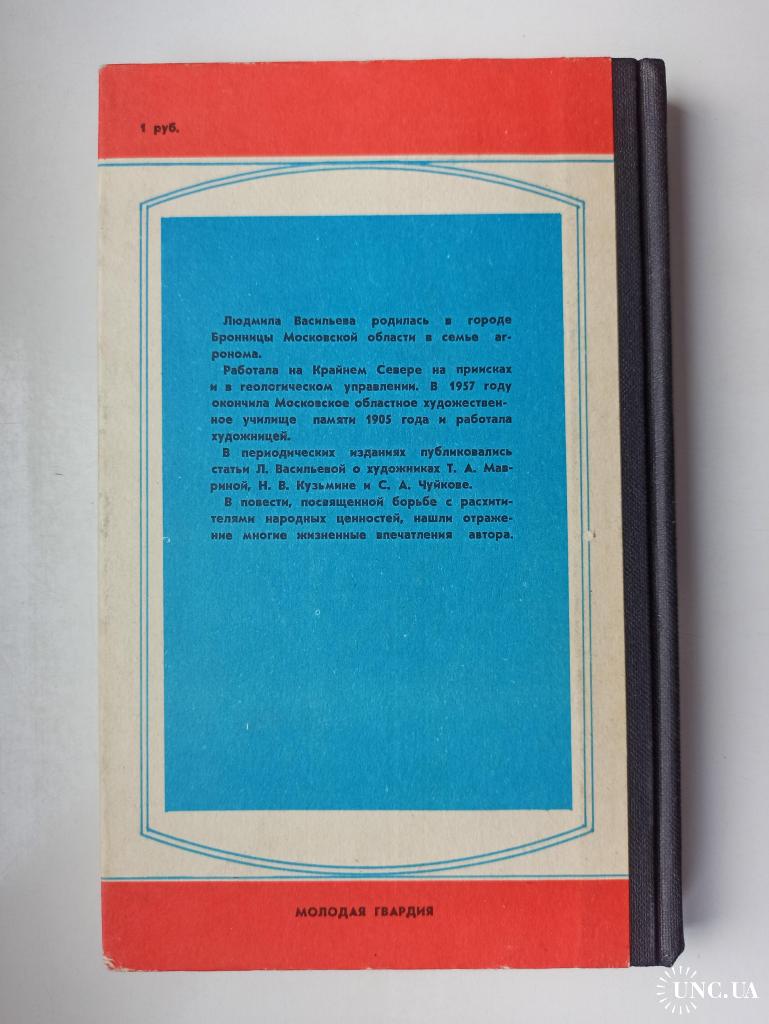 1 руб.
Людмила Васильева родилась в городе
Бронницы Московской области в семье аг-
ронома.
Работала на Крайнем Севере на приисках
и в геологическом управлении. В 1957 году
окончила Московское областное художествен-
ное училище памяти 1905 года и работала
художницей.
В периодических изданиях публиковались
статьи Л. Васильевой о художниках Т. А. Мав-
риной, Н. В. Кузьмине и С. А. Чуйкове.
В повести, посвященной борьбе с расхити-
телями народных ценностей, нашли отраже-
ние многие жизненные впечатления автора.
МОЛОДАЯ ГВАРДИЯ
UNC.UA